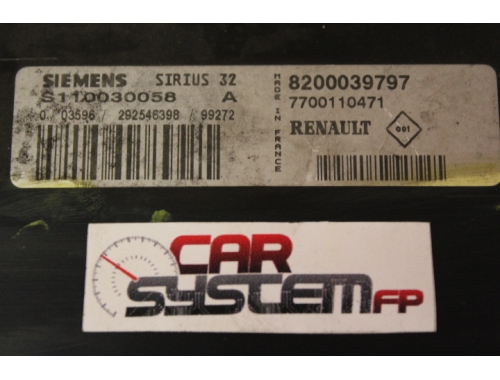 SIEMENS SIRIUS 32
S110030058 A
0 / 03596 / 292546398 / 99272
MADE IN FRANCE
8200039797
7700110471
RENAULT 001
CAR
SYSTEM FP